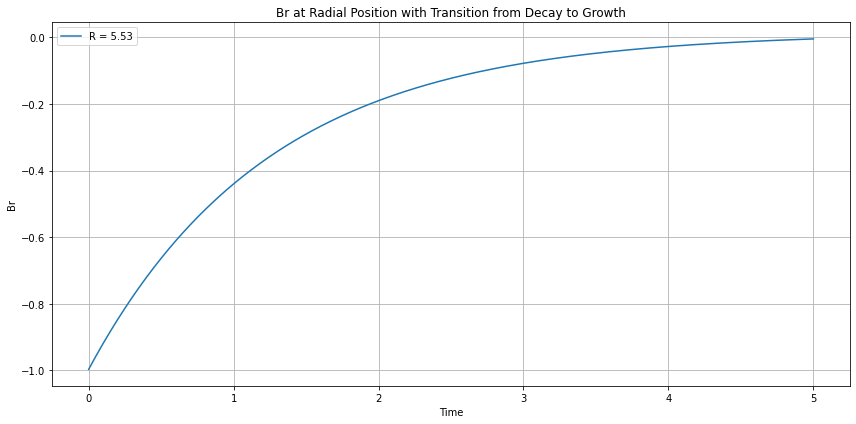 Br at Radial Position with Transition from Decay to Growth
R = 5.53
0.0
−0.2
−0.4
−0.6
−0.8
−1.0
Br
0 1 2 3 4 5
Time